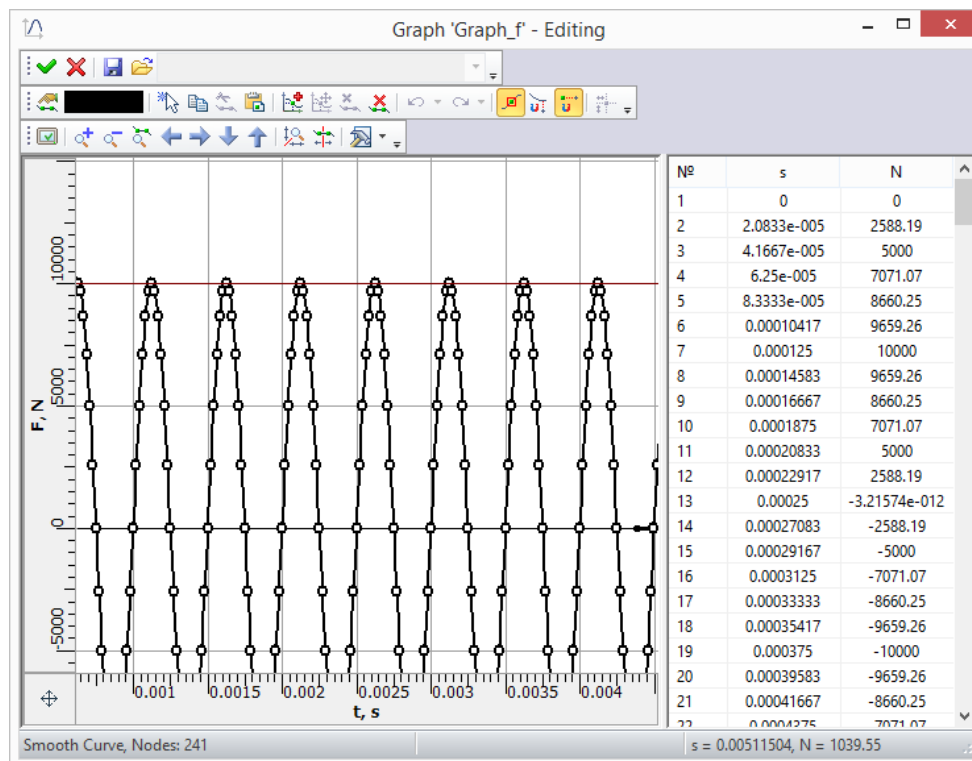 Graph 'Graph_f' - Editing
10000
5000
0
-5000
F, N
0.001 0.0015 0.002 0.0025 0.003 0.0035 0.004
t, s
Nº s N
1 0 0
2 2.0833e-005 2588.19
3 4.1667e-005 5000
4 6.25e-005 7071.07
5 8.3333e-005 8660.25
6 0.00010417 9659.26
7 0.000125 10000
8 0.00014583 9659.26
9 0.00016667 8660.25
10 0.0001875 7071.07
11 0.00020833 5000
12 0.00022917 2588.19
13 0.00025 -3.21574e-012
14 0.00027083 -2588.19
15 0.00029167 -5000
16 0.0003125 -7071.07
17 0.00033333 -8660.25
18 0.00035417 -9659.26
19 0.000375 -10000
20 0.00039583 -9659.26
21 0.00041667 -8660.25
22 0.0004375 7071.07
Smooth Curve, Nodes: 241
s = 0.00511504, N = 1039.55